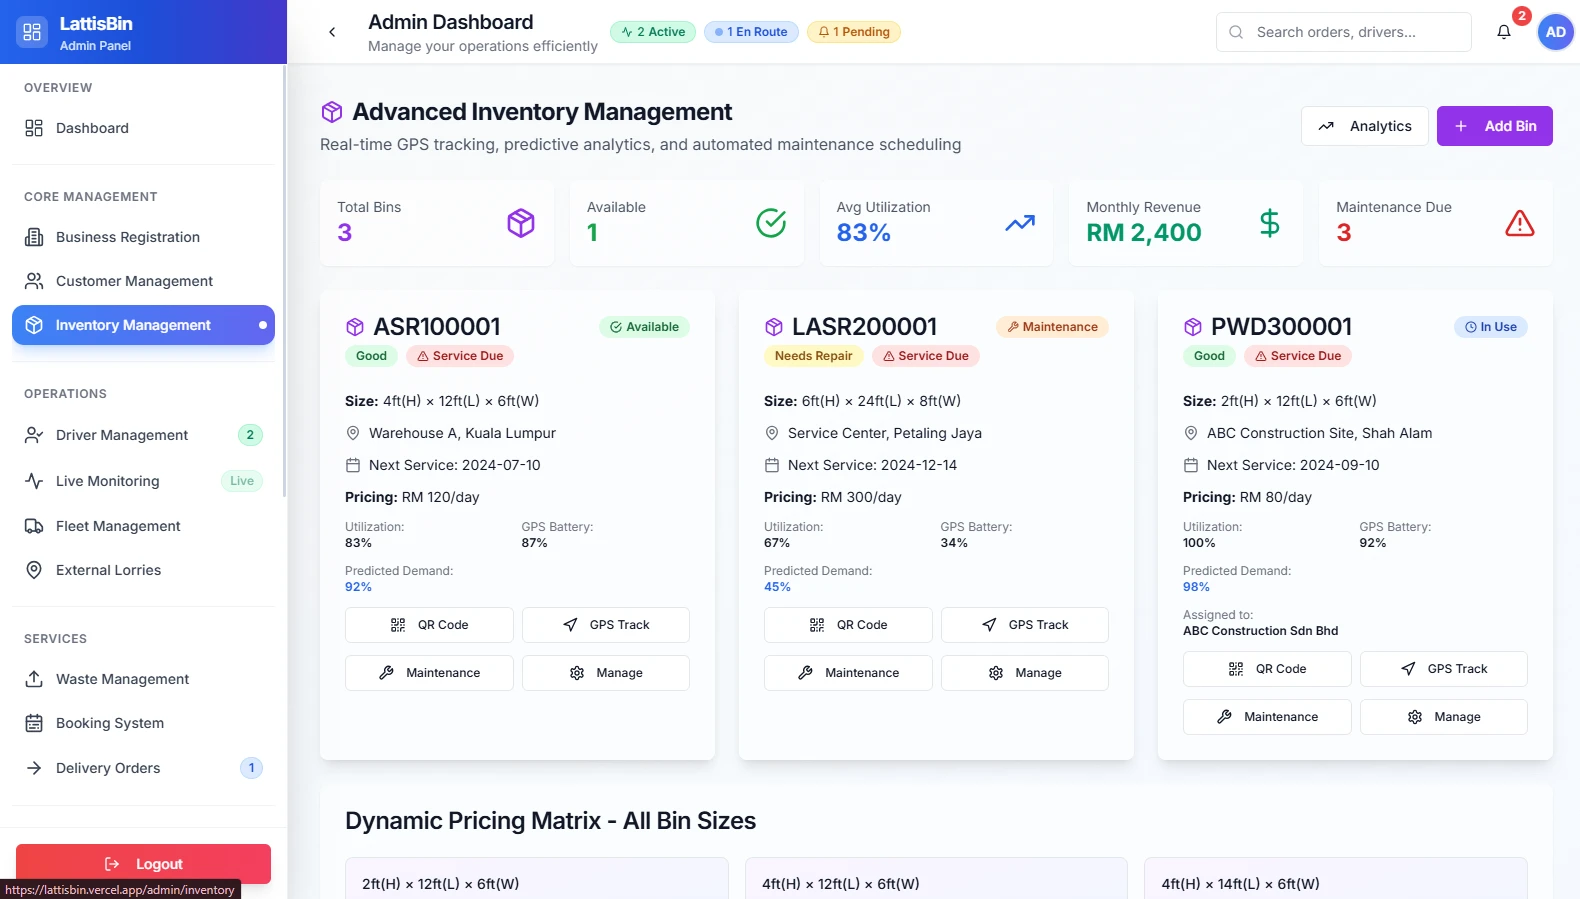 LattisBin
Admin Panel
OVERVIEW
Dashboard
CORE MANAGEMENT
Business Registration
Customer Management
Inventory Management
OPERATIONS
Driver Management 2
Live Monitoring Live
Fleet Management
External Lorries
SERVICES
Waste Management
Booking System
Delivery Orders 1
Logout
https://lattisbin.vercel.app/admin/inventory
Admin Dashboard
Manage your operations efficiently
2 Active
1 En Route
1 Pending
Search orders, drivers...
2
AD
Advanced Inventory Management
Real-time GPS tracking, predictive analytics, and automated maintenance scheduling
Analytics
+ Add Bin
Total Bins
3
Available
1
Avg Utilization
83%
Monthly Revenue
RM 2,400
$
Maintenance Due
3
ASR100001
Available
Good
Service Due
Size: 4ft(H) × 12ft(L) × 6ft(W)
Warehouse A, Kuala Lumpur
Next Service: 2024-07-10
Pricing: RM 120/day
Utilization: GPS Battery:
83% 87%
Predicted Demand:
92%
QR Code GPS Track
Maintenance Manage
LASR200001
Maintenance
Needs Repair
Service Due
Size: 6ft(H) × 24ft(L) × 8ft(W)
Service Center, Petaling Jaya
Next Service: 2024-12-14
Pricing: RM 300/day
Utilization: GPS Battery:
67% 34%
Predicted Demand:
45%
QR Code GPS Track
Maintenance Manage
PWD300001
In Use
Good
Service Due
Size: 2ft(H) × 12ft(L) × 6ft(W)
ABC Construction Site, Shah Alam
Next Service: 2024-09-10
Pricing: RM 80/day
Utilization: GPS Battery:
100% 92%
Predicted Demand:
98%
Assigned to:
ABC Construction Sdn Bhd
QR Code GPS Track
Maintenance Manage
Dynamic Pricing Matrix - All Bin Sizes
2ft(H) × 12ft(L) × 6ft(W)
4ft(H) × 12ft(L) × 6ft(W)
4ft(H) × 14ft(L) × 6ft(W)